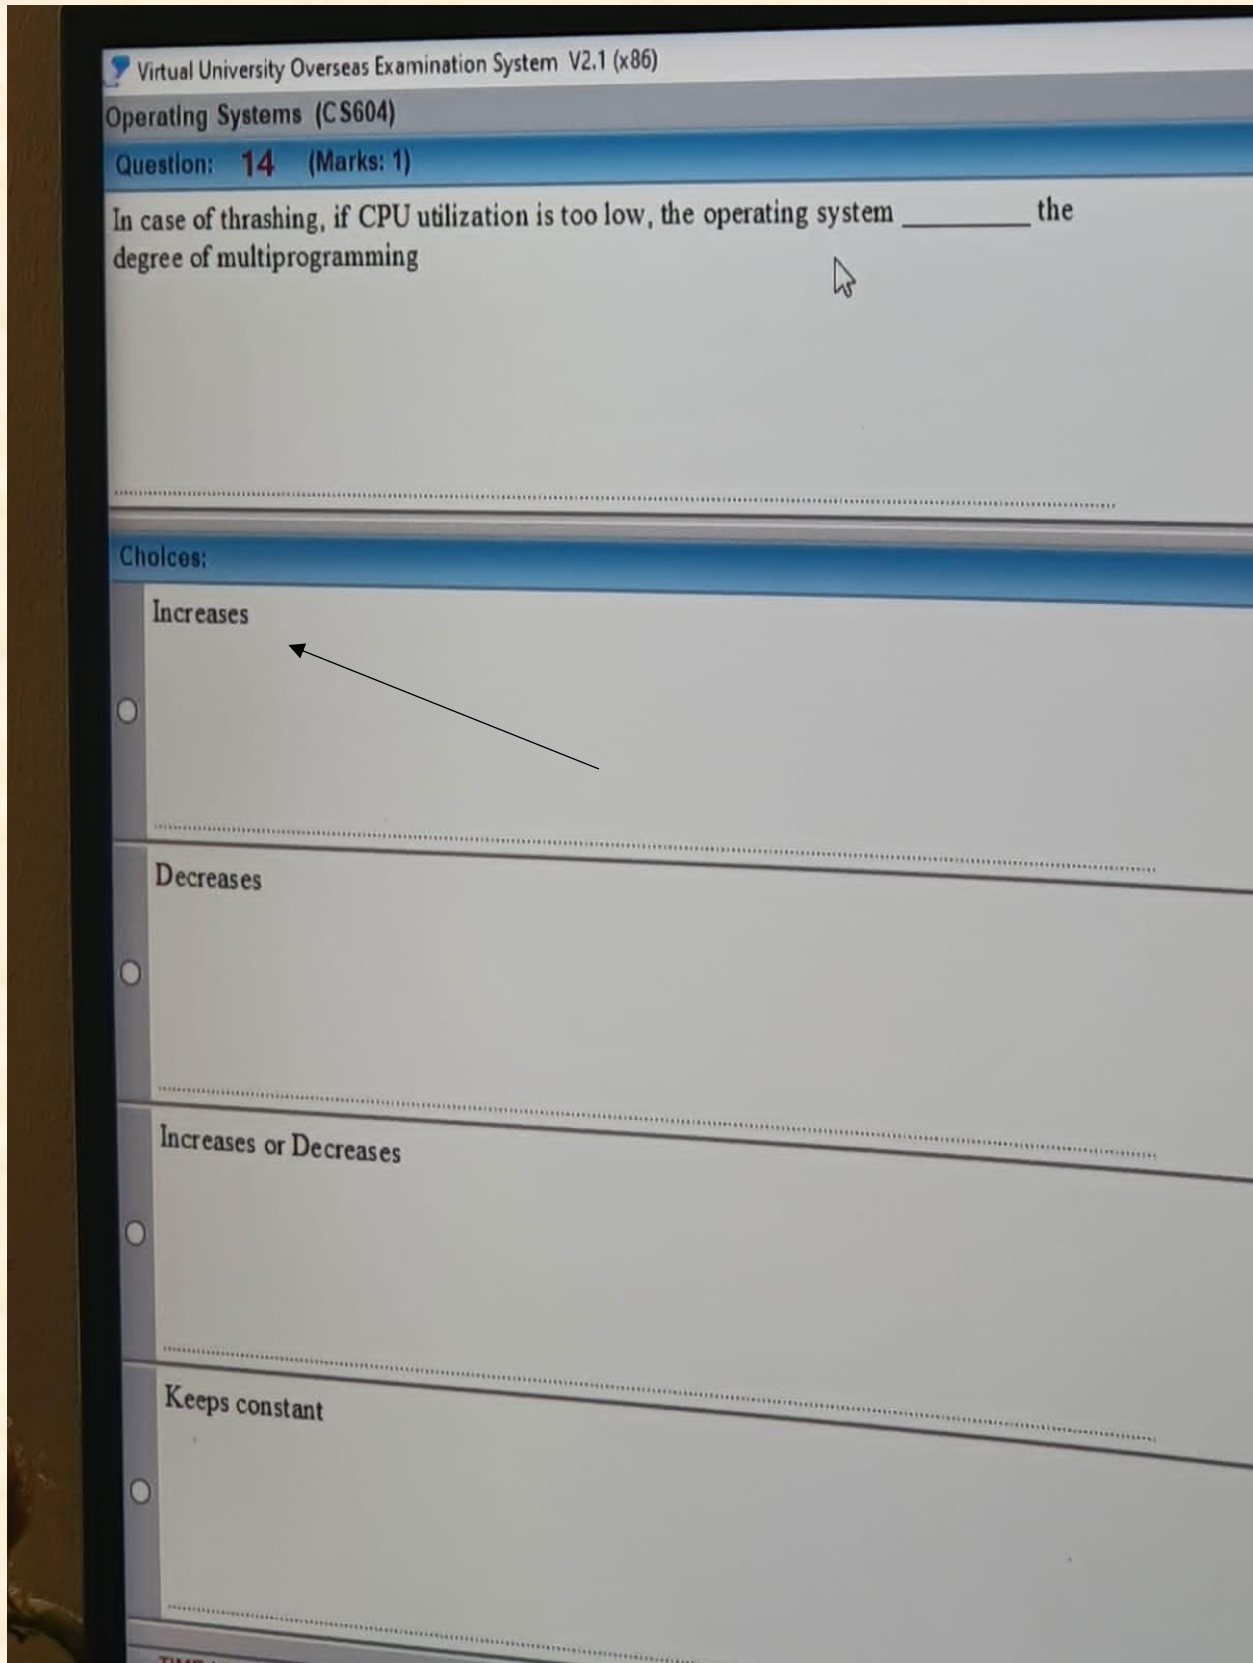 Virtual University Overseas Examination System V2.1 (x86)
Operating Systems (CS604)
Question: 14 (Marks: 1)
In case of thrashing, if CPU utilization is too low, the operating system __________ the
degree of multiprogramming
Choices:
Increases
Decreases
Increases or Decreases
Keeps constant